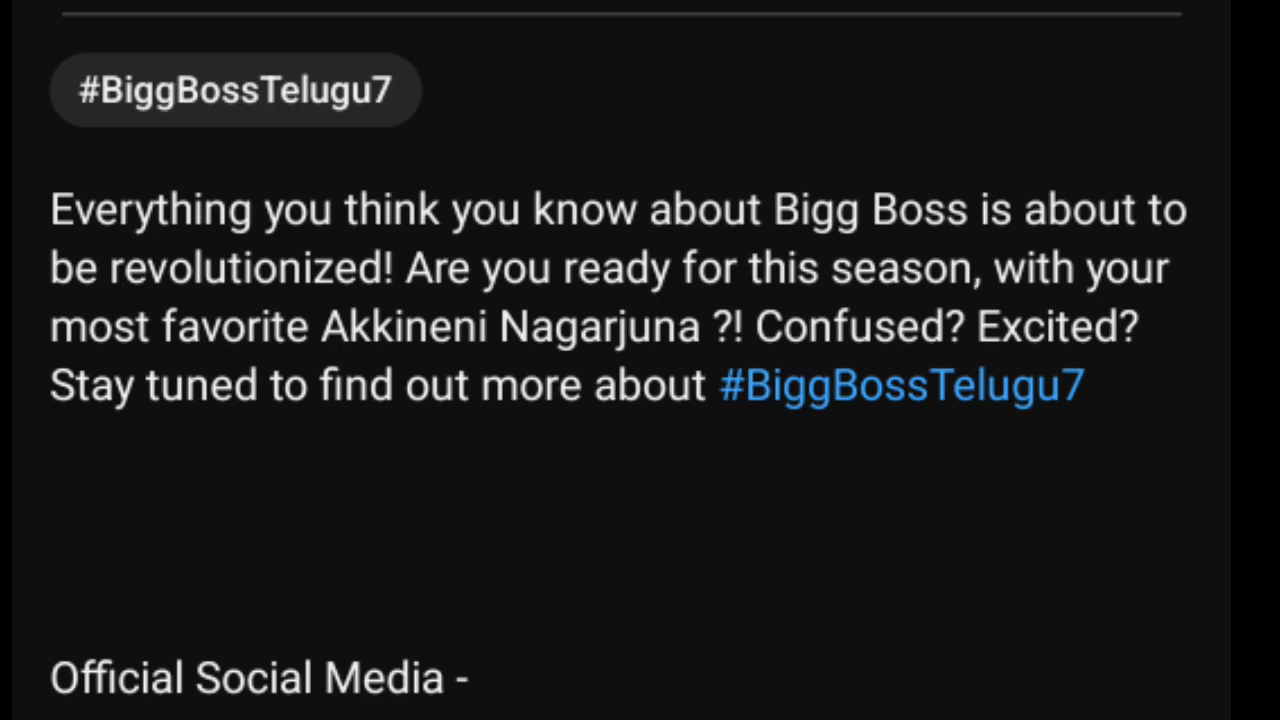 #BiggBossTelugu7
Everything you think you know about Bigg Boss is about to
be revolutionized! Are you ready for this season, with your
most favorite Akkineni Nagarjuna ?! Confused? Excited?
Stay tuned to find out more about #BiggBossTelugu7
Official Social Media -